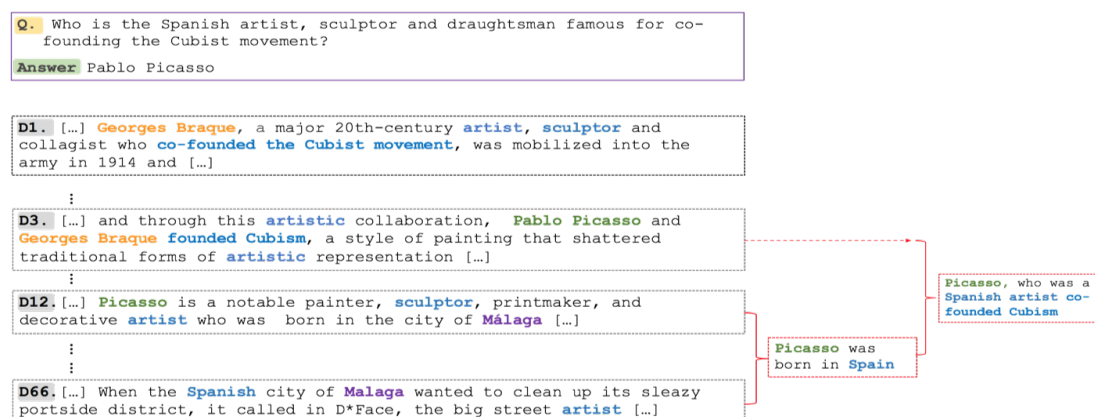 Q. Who is the Spanish artist, sculptor and draughtsman famous for co-
founding the Cubist movement?
Answer Pablo Picasso
D1. […] Georges Braque, a major 20th-century artist, sculptor and
collagist who co-founded the Cubist movement, was mobilized into the
army in 1914 and […]
D3. […] and through this artistic collaboration, Pablo Picasso and
Georges Braque founded Cubism, a style of painting that shattered
traditional forms of artistic representation […]
D12. […] Picasso is a notable painter, sculptor, printmaker, and
decorative artist who was born in the city of Málaga […]
D66. […] When the Spanish city of Malaga wanted to clean up its sleazy
portside district, it called in D*Face, the big street artist […]
Picasso was
born in Spain
Picasso, who was a
Spanish artist co-
founded Cubism